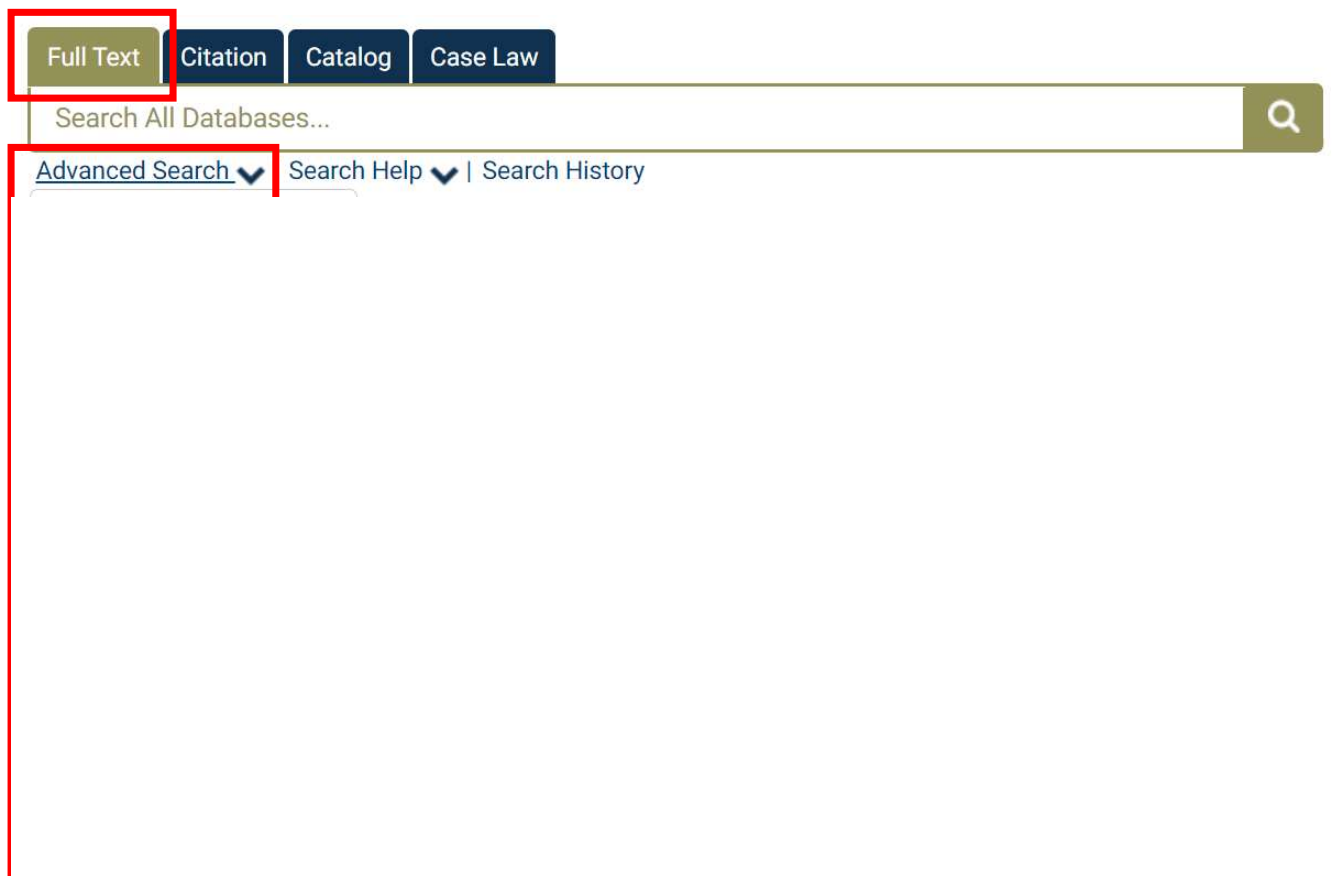 Full Text Citation Catalog Case Law
Search All Databases...
Advanced Search Search Help | Search History